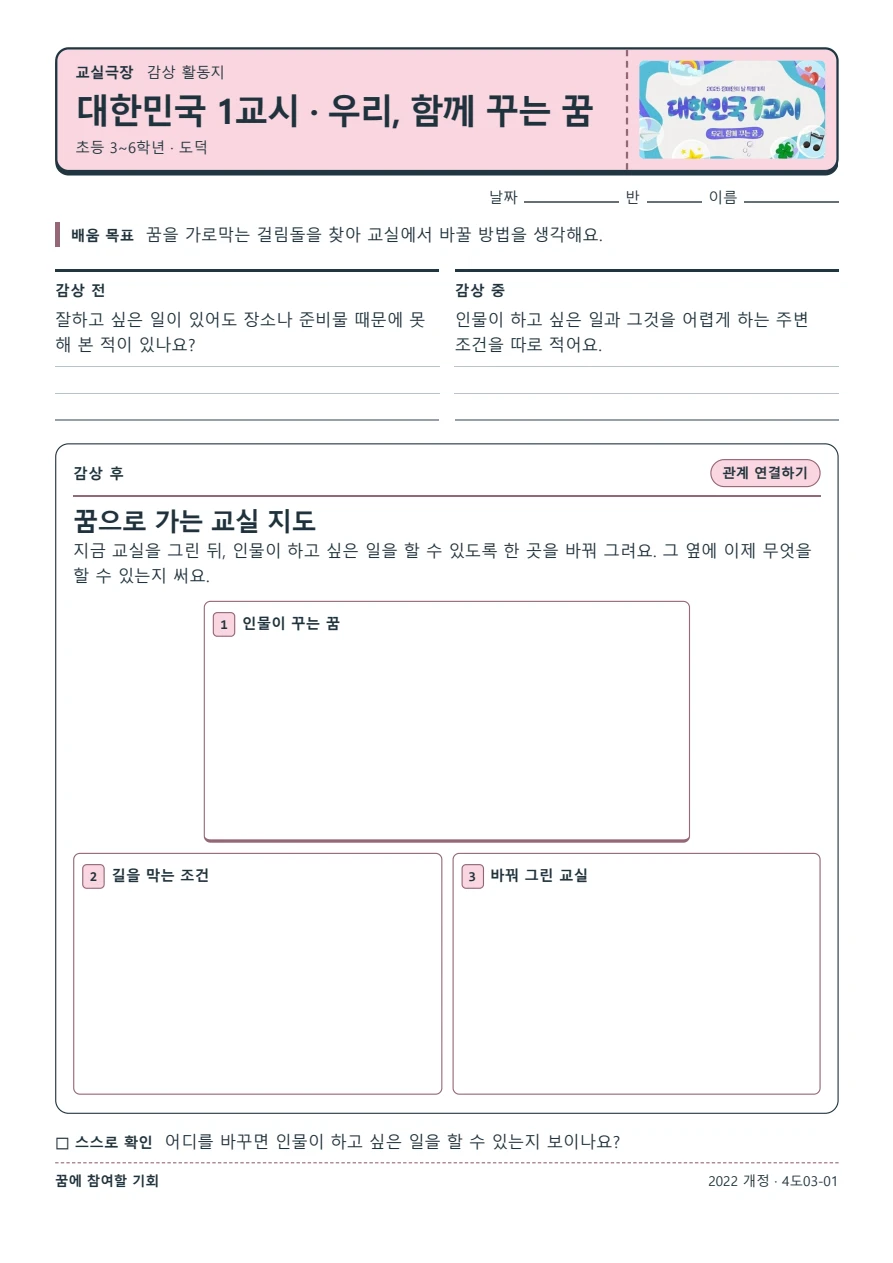 교실극장 감상 활동지
대한민국 1교시 · 우리, 함께 꾸는 꿈
초등 3~6학년 · 도덕
대한민국 1교시
우리, 함께 꾸는 꿈
날짜 반 이름
배움 목표 꿈을 가로막는 걸림돌을 찾아 교실에서 바꿀 방법을 생각해요.
감상 전
잘하고 싶은 일이 있어도 장소나 준비물 때문에 못
해 본 적이 있나요?
감상 중
인물이 하고 싶은 일과 그것을 어렵게 하는 주변
조건을 따로 적어요.
감상 후
관계 연결하기
꿈으로 가는 교실 지도
지금 교실을 그린 뒤, 인물이 하고 싶은 일을 할 수 있도록 한 곳을 바꿔 그려요. 그 옆에 이제 무엇을
할 수 있는지 써요.
1 인물이 꾸는 꿈
2 길을 막는 조건
3 바꿔 그린 교실
□ 스스로 확인 어디를 바꾸면 인물이 하고 싶은 일을 할 수 있는지 보이나요?
꿈에 참여할 기회
2022 개정 · 4도03-01